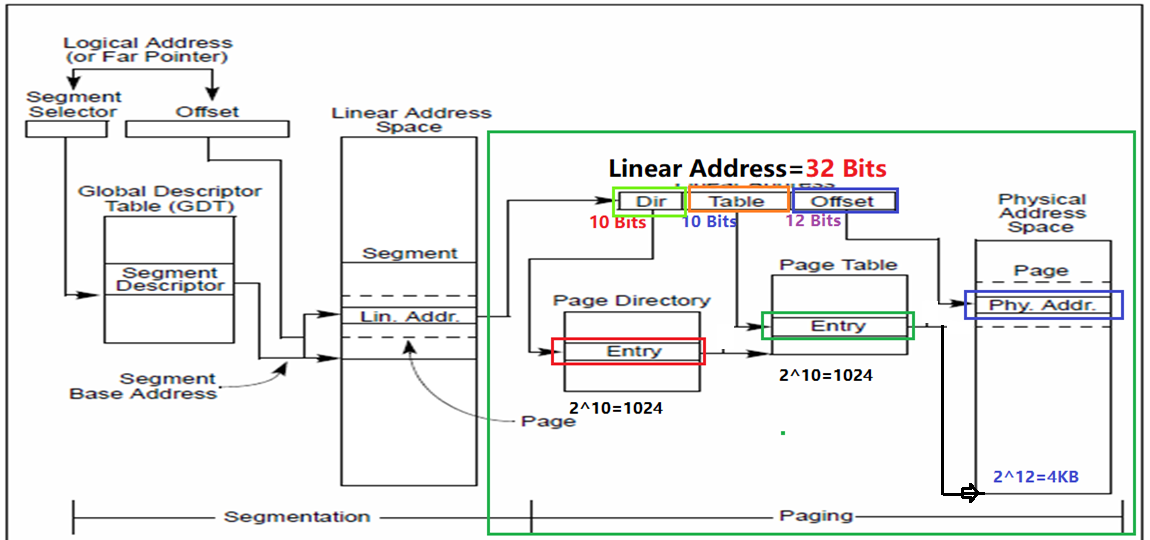 Logical Address
(or Far Pointer)
Segment
Selector
Offset
Linear Address
Space
Global Descriptor
Table (GDT)
Segment
Descriptor
Segment
Base Address
Segment
Lin. Addr.
Page
Segmentation
Linear Address=32 Bits
Linear Address
Dir Table Offset
10 Bits 10 Bits 12 Bits
Physical
Address
Space
Page Table
Page
Phy. Addr.
Entry
Page Directory
Entry
2^10=1024
2^10=1024
2^12=4KB
Paging